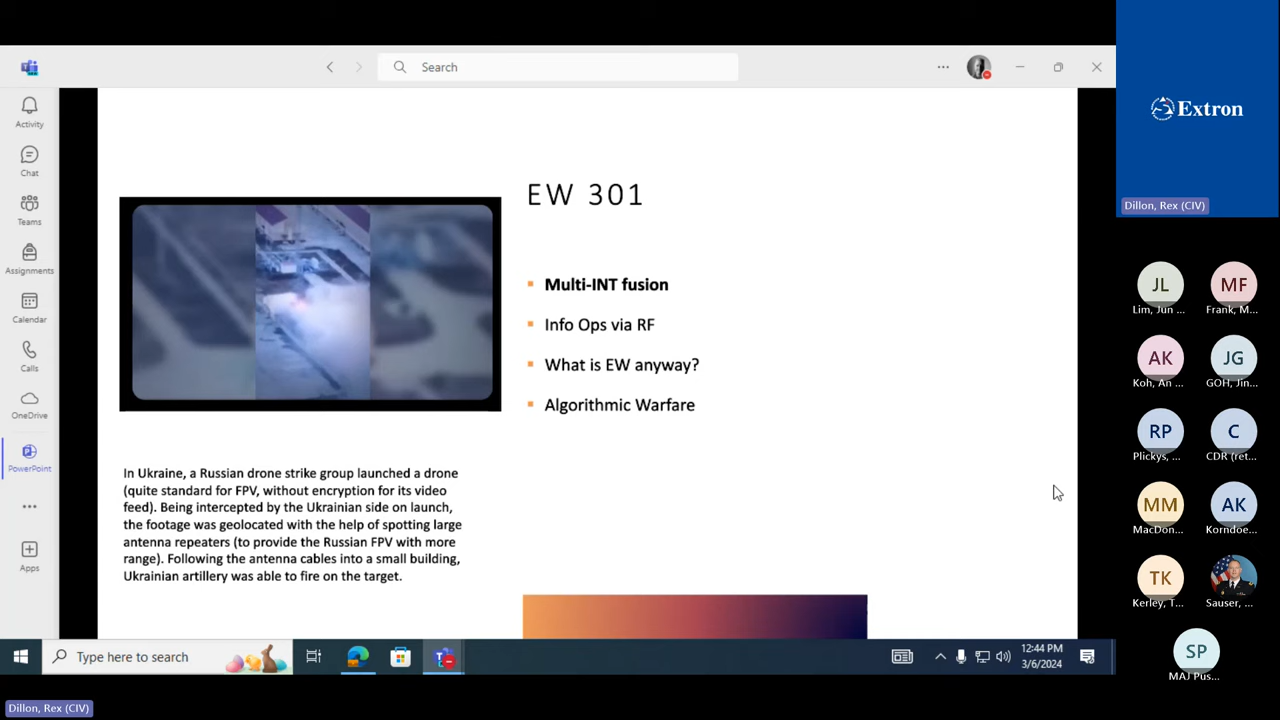 Search
Activity
Chat
Teams
Assignments
Calendar
Calls
OneDrive
PowerPoint
Apps
EW 301
Multi-INT fusion
Info Ops via RF
What is EW anyway?
Algorithmic Warfare
In Ukraine, a Russian drone strike group launched a drone
(quite standard for FPV, without encryption for its video
feed). Being intercepted by the Ukrainian side on launch,
the footage was geolocated with the help of spotting large
antenna repeaters (to provide the Russian FPV with more
range). Following the antenna cables into a small building,
Ukrainian artillery was able to fire on the target.
Type here to search
12:44 PM
3/6/2024
Extron
Dillon, Rex (CIV)
JL
Lim, Jun ...
MF
Frank, M...
AK
Koh, An ...
JG
GOH, Jin...
RP
Plickys, ...
C
CDR (ret...
MM
MacDon...
AK
Korndoe...
TK
Kerley, T...
Sauser, ...
SP
MAJ Pus...
Dillon, Rex (CIV)